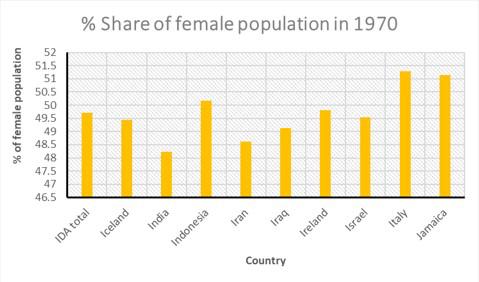 % Share of female population in 1970
% of female population
52
51.5
51
50.5
50
49.5
49
48.5
48
47.5
47
46.5
IDA total
Iceland
India
Indonesia
Iran
Iraq
Ireland
Israel
Italy
Jamaica
Country